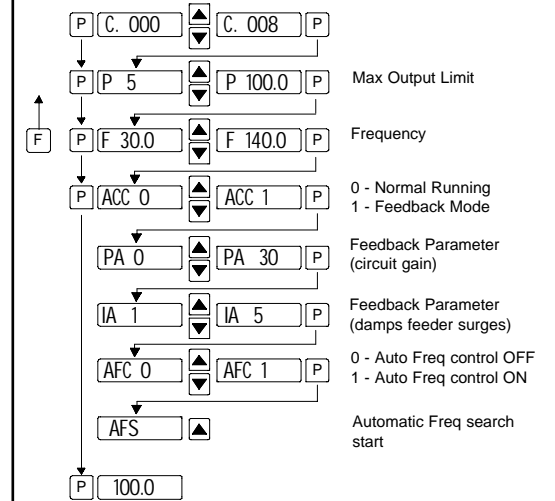 P C. 000 C. 008 P
P P 5 P 100.0 P Max Output Limit
F P F 30.0 F 140.0 P Frequency
P ACC 0 ACC 1 P 0 - Normal Running
1 - Feedback Mode
PA 0 PA 30 P Feedback Parameter
(circuit gain)
IA 1 IA 5 P Feedback Parameter
(damps feeder surges)
AFC 0 AFC 1 P 0 - Auto Freq control OFF
1 - Auto Freq control ON
AFS Automatic Freq search
start
P 100.0